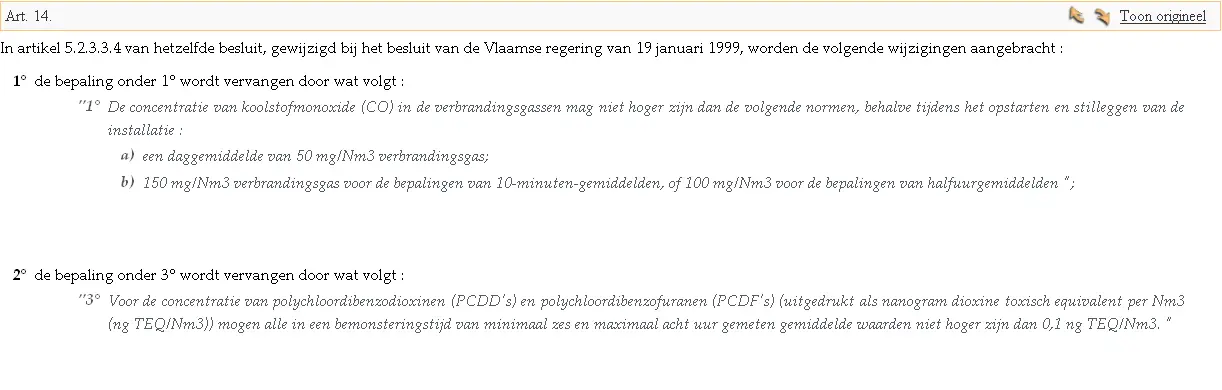 Art. 14. Toon origineel
In artikel 5.2.3.3.4 van hetzelfde besluit, gewijzigd bij het besluit van de Vlaamse regering van 19 januari 1999, worden de volgende wijzigingen aangebracht :
1° de bepaling onder 1° wordt vervangen door wat volgt :
"1° De concentratie van koolstofmonoxide (CO) in de verbrandingsgassen mag niet hoger zijn dan de volgende normen, behalve tijdens het opstarten en stilleggen van de
installatie :
a) een daggemiddelde van 50 mg/Nm3 verbrandingsgas;
b) 150 mg/Nm3 verbrandingsgas voor de bepalingen van 10-minuten-gemiddelden, of 100 mg/Nm3 voor de bepalingen van halfuurgemiddelden ";
2° de bepaling onder 3° wordt vervangen door wat volgt :
"3° Voor de concentratie van polychloordibenzodioxinen (PCDD's) en polychloordibenzofuranen (PCDF's) (uitgedrukt als nanogram dioxine toxisch equivalent per Nm3
(ng TEQ/Nm3)) mogen alle in een bemonsteringstijd van minimaal zes en maximaal acht uur gemeten gemiddelde waarden niet hoger zijn dan 0,1 ng TEQ/Nm3. "